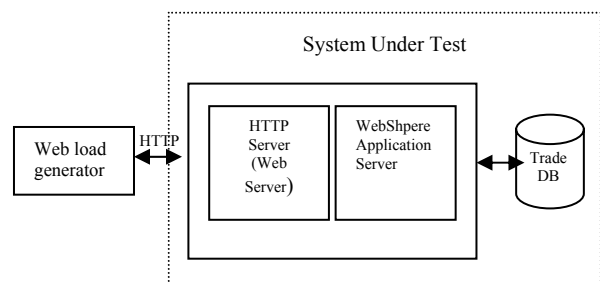 System Under Test
Web load
generator
HTTP
HTTP
Server
(Web
Server)
WebShpere
Application
Server
Trade
DB